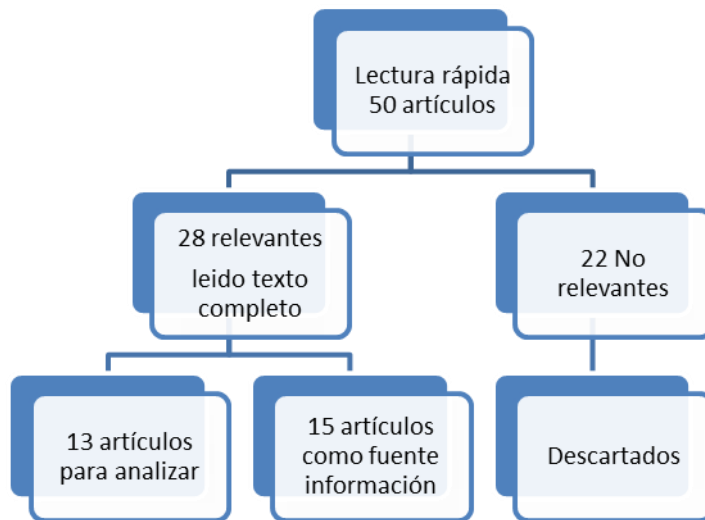 Lectura rápida
50 artículos
28 relevantes
leido texto
completo
22 No
relevantes
13 artículos
para analizar
15 artículos
como fuente
información
Descartados